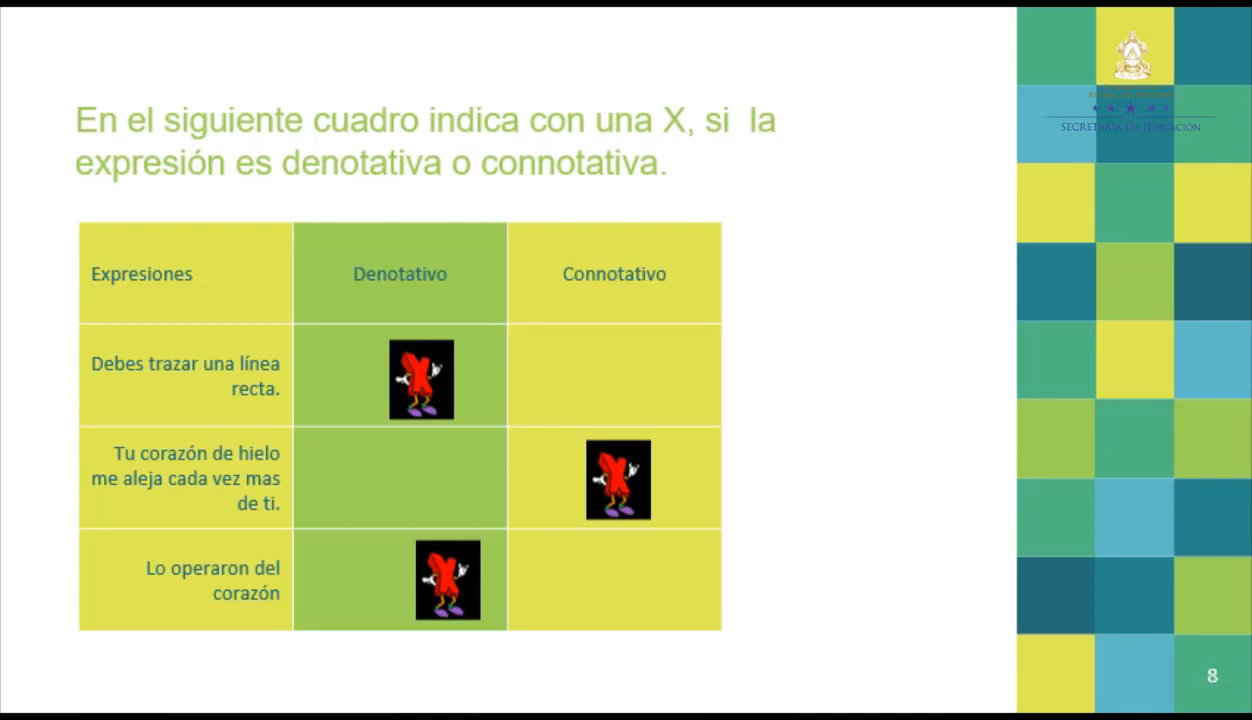 En el siguiente cuadro indica con una X, si la
expresión es denotativa o connotativa.
Expresiones
Denotativo
Connotativo
Debes trazar una línea
recta.
Tu corazón de hielo
me aleja cada vez mas
de ti.
Lo operaron del
corazón
SECRETARÍA DE EDUCACIÓN
8